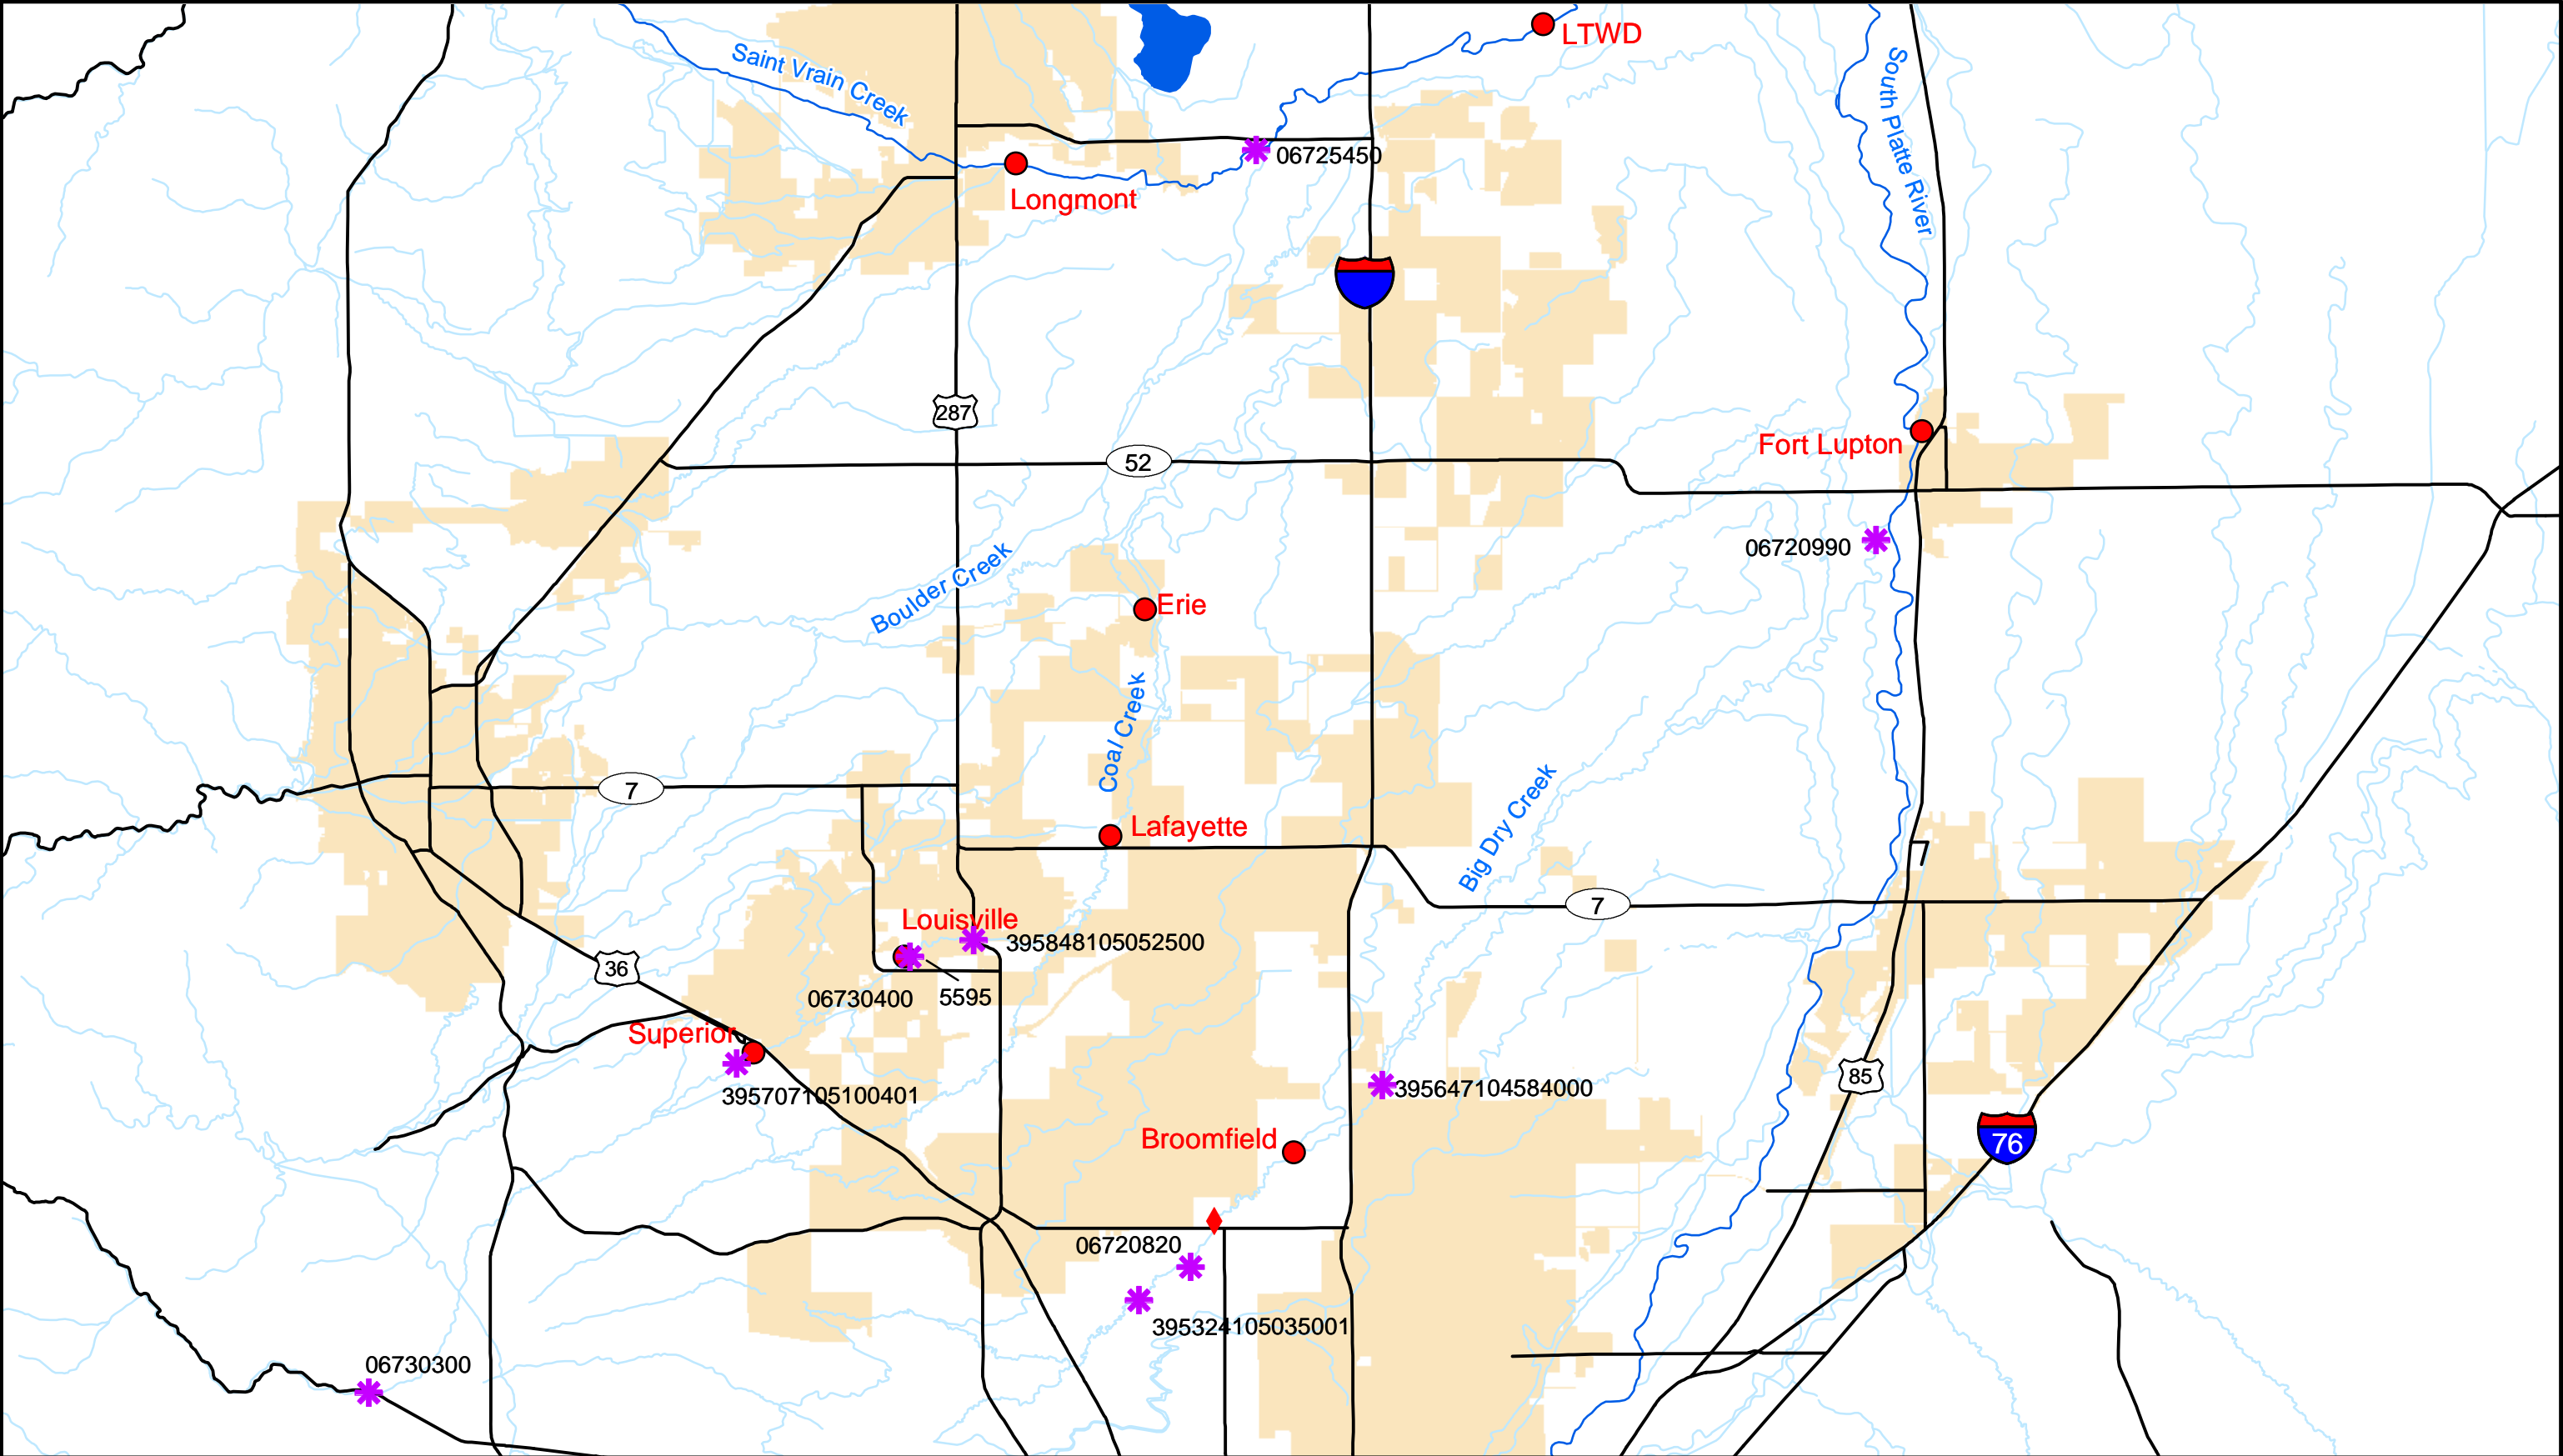 LTWD
Saint Vrain Creek
South Platte River
06725450
Longmont
287
52
Fort Lupton
06720990
Boulder Creek
Erie
Coal Creek
7
Big Dry Creek
Lafayette
7
Louisville
395848105052500
36
06730400
5595
Superior
395707105100401
85
395647104584000
Broomfield
76
06720820
395324105035001
06730300